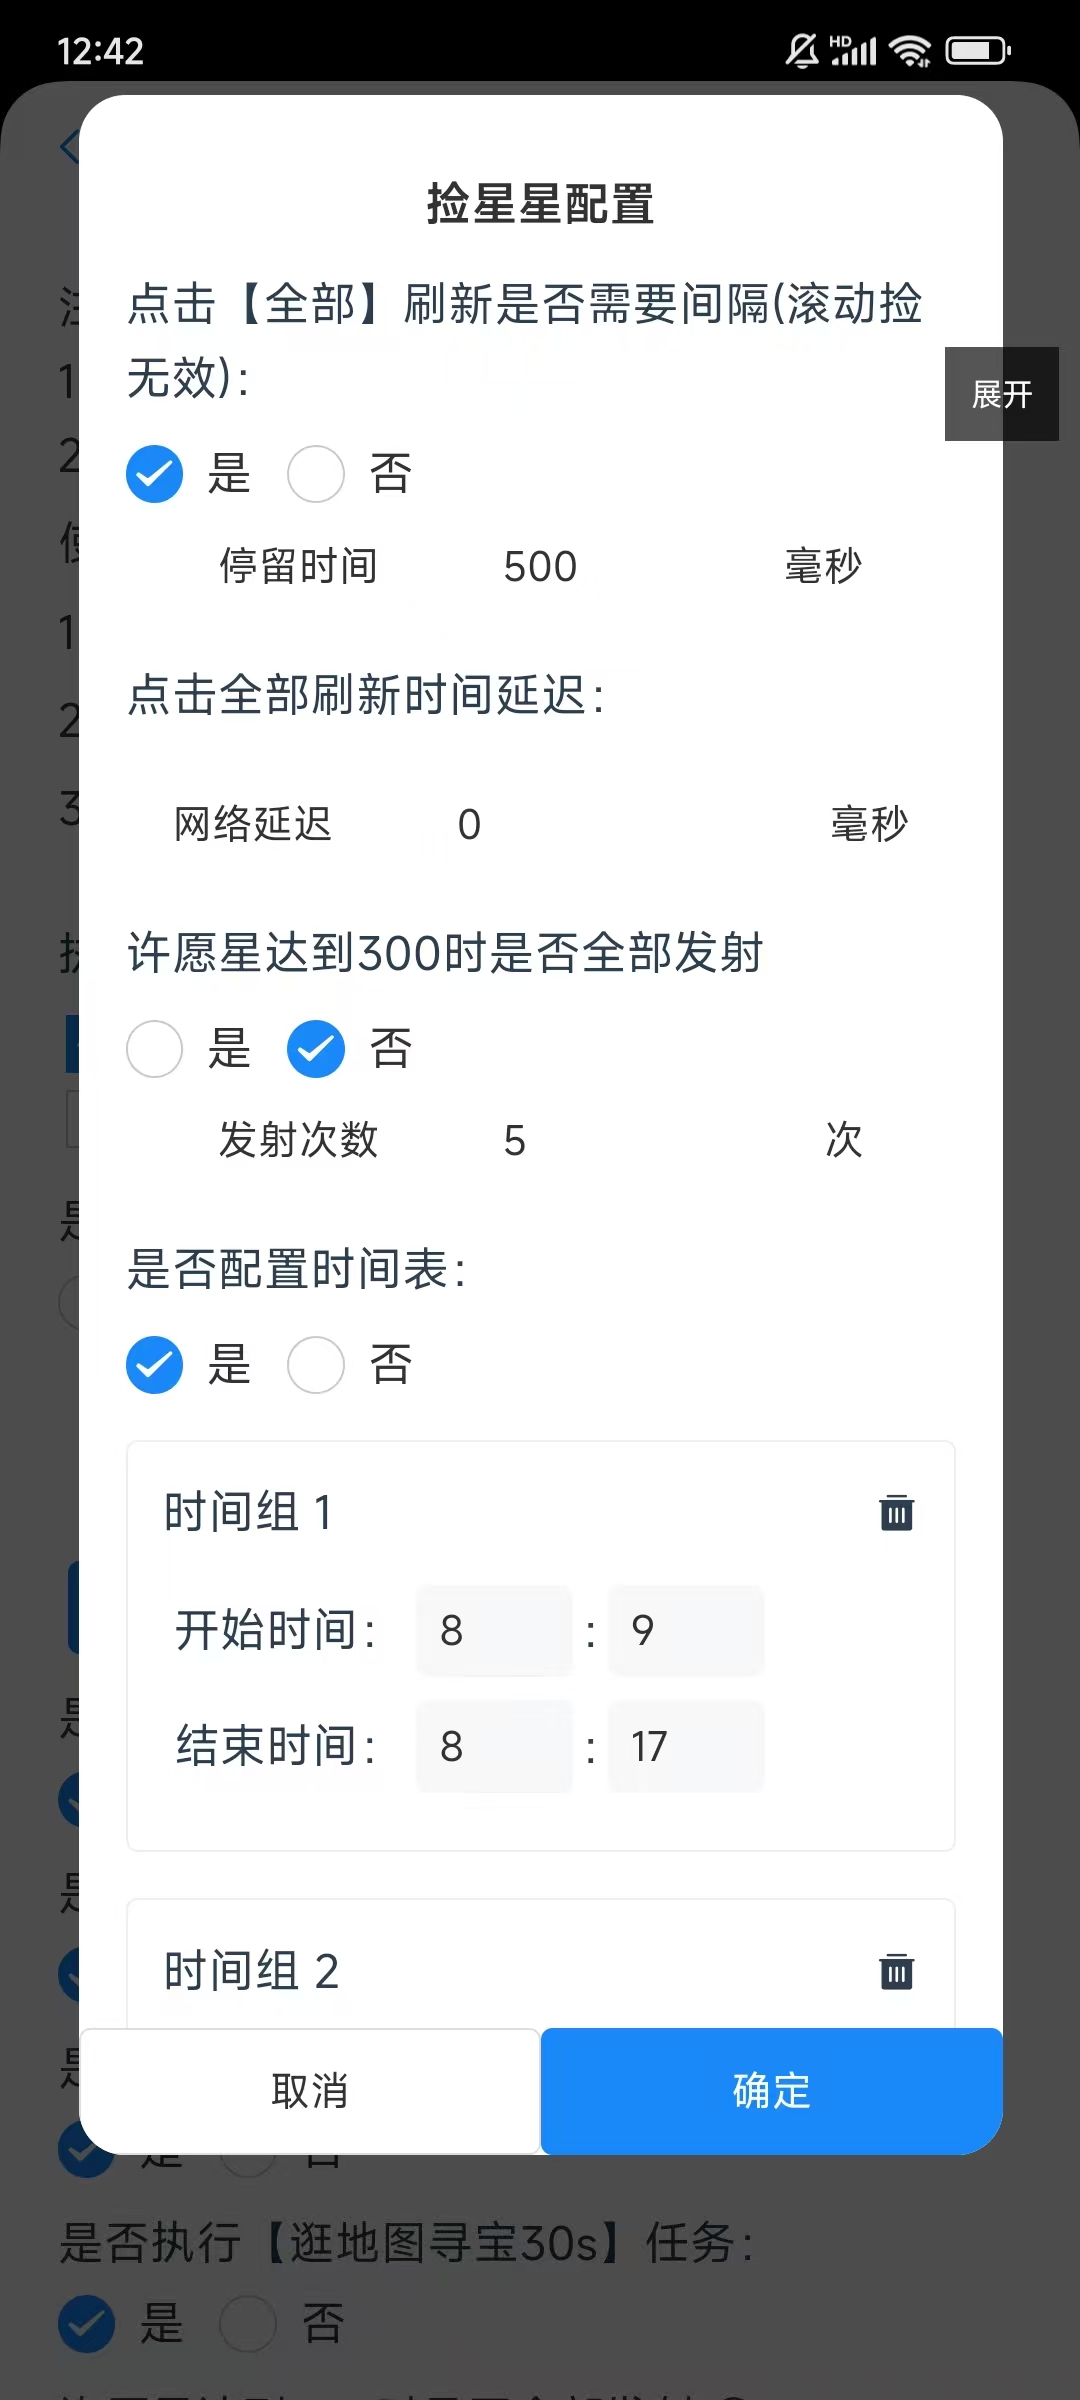 12:42
HD
捡星星配置
点击【全部】刷新是否需要间隔(滚动捡
无效):
展开
是 否
停留时间 500 毫秒
点击全部刷新时间延迟:
网络延迟 0 毫秒
许愿星达到300时是否全部发射
是 否
发射次数 5 次
是否配置时间表:
是 否
时间组 1
开始时间: 8 : 9
结束时间: 8 : 17
时间组 2
取消 确定
是 否
是否执行【逛地图寻宝30s】任务:
是 否